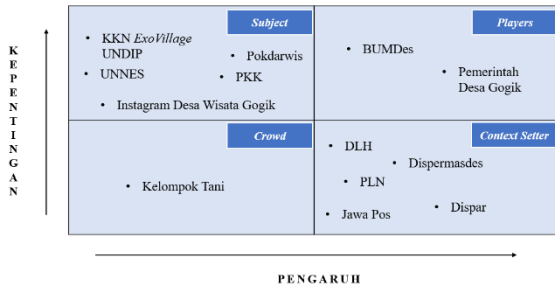 KEPENTINGAN
Subject
• KKN ExoVillage
UNDIP
• Pokdarwis
• UNNES
• PKK
• Instagram Desa Wisata Gogik
Players
• BUMDes
• Pemerintah
Desa Gogik
Crowd
• Kelompok Tani
Context Setter
• DLH
• Dispermasdes
• PLN
• Dispar
• Jawa Pos
PENGARUH